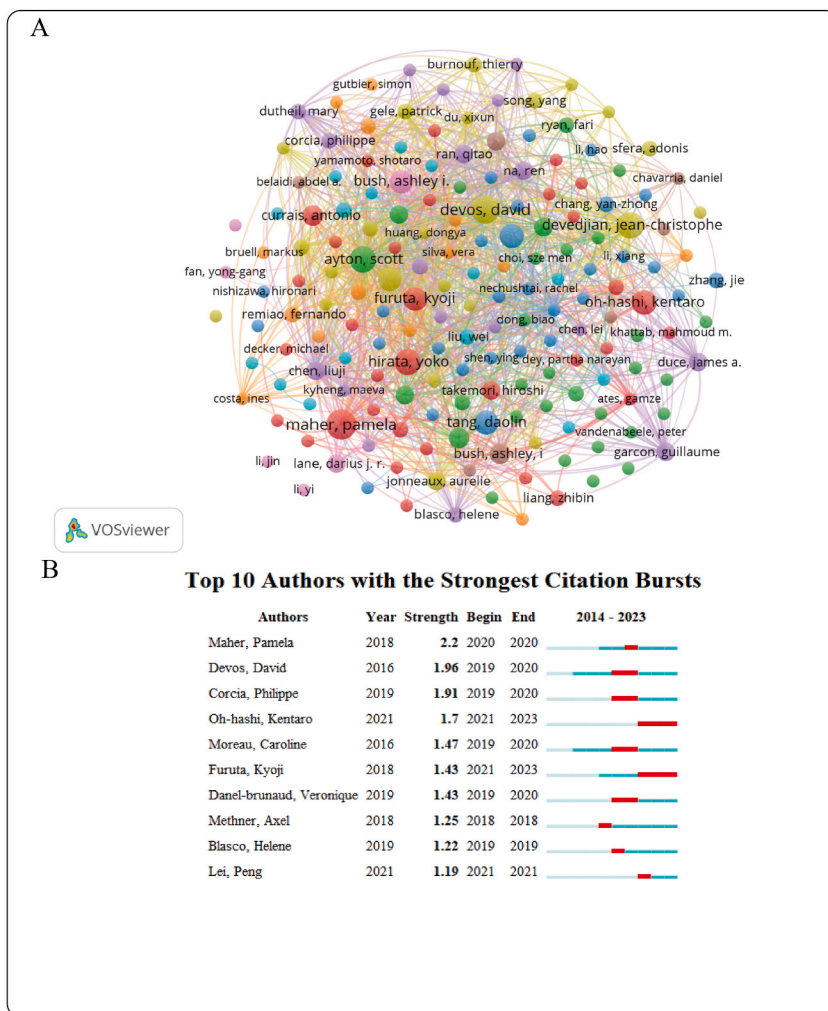 A
burnouf, thierry
gutbier, simon
dutheil, mary
gele, patrick
song, yang
du, xixun
ryan, fari
corcia, philippe
ran, qitao
li, hao
sfera, adonis
yamamoto, shotaro
na, ren
belaidi, abdel a.
bush, ashley i.
chavarria, daniel
chang, yan-zhong
currais, antonio
devos, david
devedjian, jean-christophe
huang, dongya
bruell, markus
ayton, scott
silva, vera
choi, sze men
li, xiang
fan, yong-gang
zhang, jie
nishizawa, hironari
furuta, kyoji
nechushtai, rachel
oh-hashi, kentaro
remiao, fernando
dong, biao
chen, lei
khattab, mahmoud m.
liu, wei
decker, michael
hirata, yoko
shen, ying
dey, partha narayan
duce, james a.
chen, liuji
kyheng, maeva
takemori, hiroshi
costa, ines
ates, gamze
maher, pamela
tang, daolin
vandenabeele, peter
bush, ashley, i
garcon, guillaume
li, jin
lane, darius j. r.
jonneaux, aurelie
li, yi
liang, zhibin
blasco, helene
VOSviewer
B
Top 10 Authors with the Strongest Citation Bursts
Authors Year Strength Begin End 2014 - 2023
Maher, Pamela 2018 2.2 2020 2020
Devos, David 2016 1.96 2019 2020
Corcia, Philippe 2019 1.91 2019 2020
Oh-hashi, Kentaro 2021 1.7 2021 2023
Moreau, Caroline 2016 1.47 2019 2020
Furuta, Kyoji 2018 1.43 2021 2023
Danel-brunaud, Veronique 2019 1.43 2019 2020
Methner, Axel 2018 1.25 2018 2018
Blasco, Helene 2019 1.22 2019 2019
Lei, Peng 2021 1.19 2021 2021